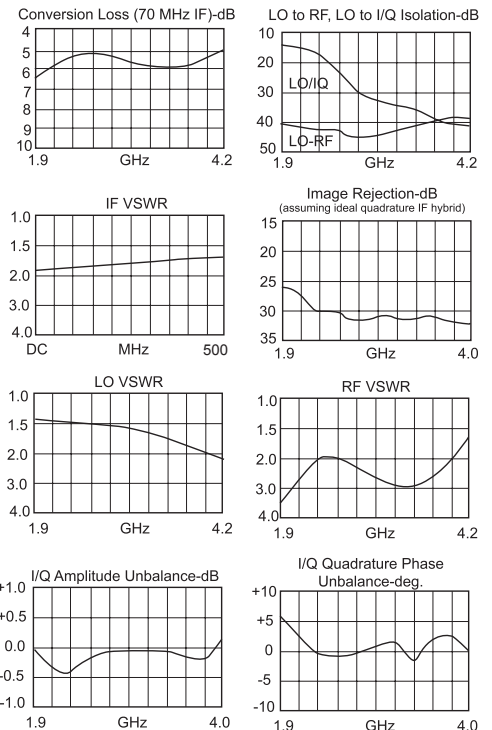 Conversion Loss (70 MHz IF)-dB
4
5
6
7
8
9
10
1.9 GHz 4.2
LO to RF, LO to I/Q Isolation-dB
10
20
30
40
50
LO/IQ
LO-RF
1.9 GHz 4.2
IF VSWR
1.0
1.5
2.0
3.0
4.0
DC MHz 500
Image Rejection-dB
(assuming ideal quadrature IF hybrid)
15
20
25
30
35
1.9 GHz 4.0
LO VSWR
1.0
1.5
2.0
3.0
4.0
1.9 GHz 4.2
RF VSWR
1.0
1.5
2.0
3.0
4.0
1.9 GHz 4.2
I/Q Amplitude Unbalance-dB
+1.0
+0.5
0.0
-0.5
-1.0
1.9 GHz 4.0
I/Q Quadrature Phase
Unbalance-deg.
+10
+5
0
-5
-10
1.9 GHz 4.0